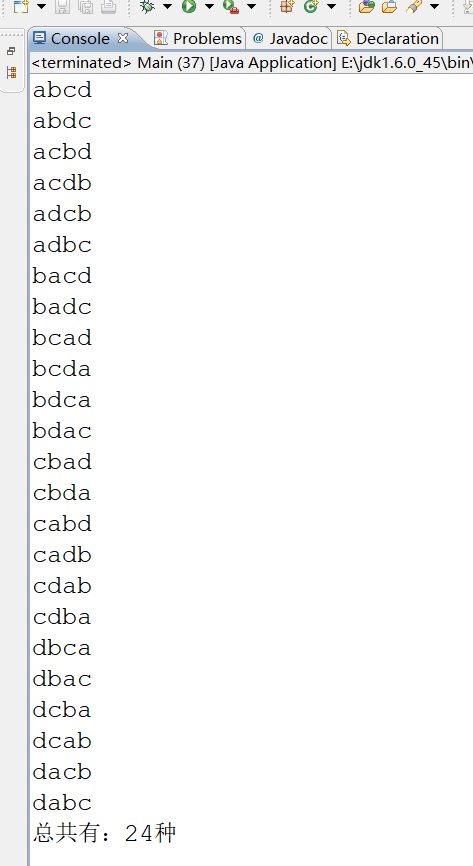 Console Problems @ Javadoc Declaration
<terminated> Main (37) [Java Application] E:\jdk1.6.0_45\bin\
abcd
abdc
acbd
acdb
adcb
adbc
bacd
badc
bcad
bcda
bdca
bdac
cbad
cbda
cabd
cadb
cdab
cdba
dbca
dbac
dcba
dcab
dacb
dabc
总共有：24种